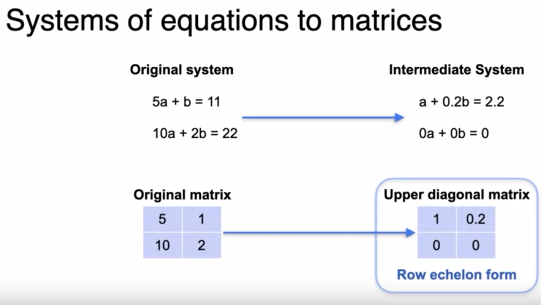 Systems of equations to matrices
Original system
Intermediate System
5a + b = 11
a + 0.2b = 2.2
10a + 2b = 22
0a + 0b = 0
Original matrix
Upper diagonal matrix
5 1
1 0.2
10 2
0 0
Row echelon form